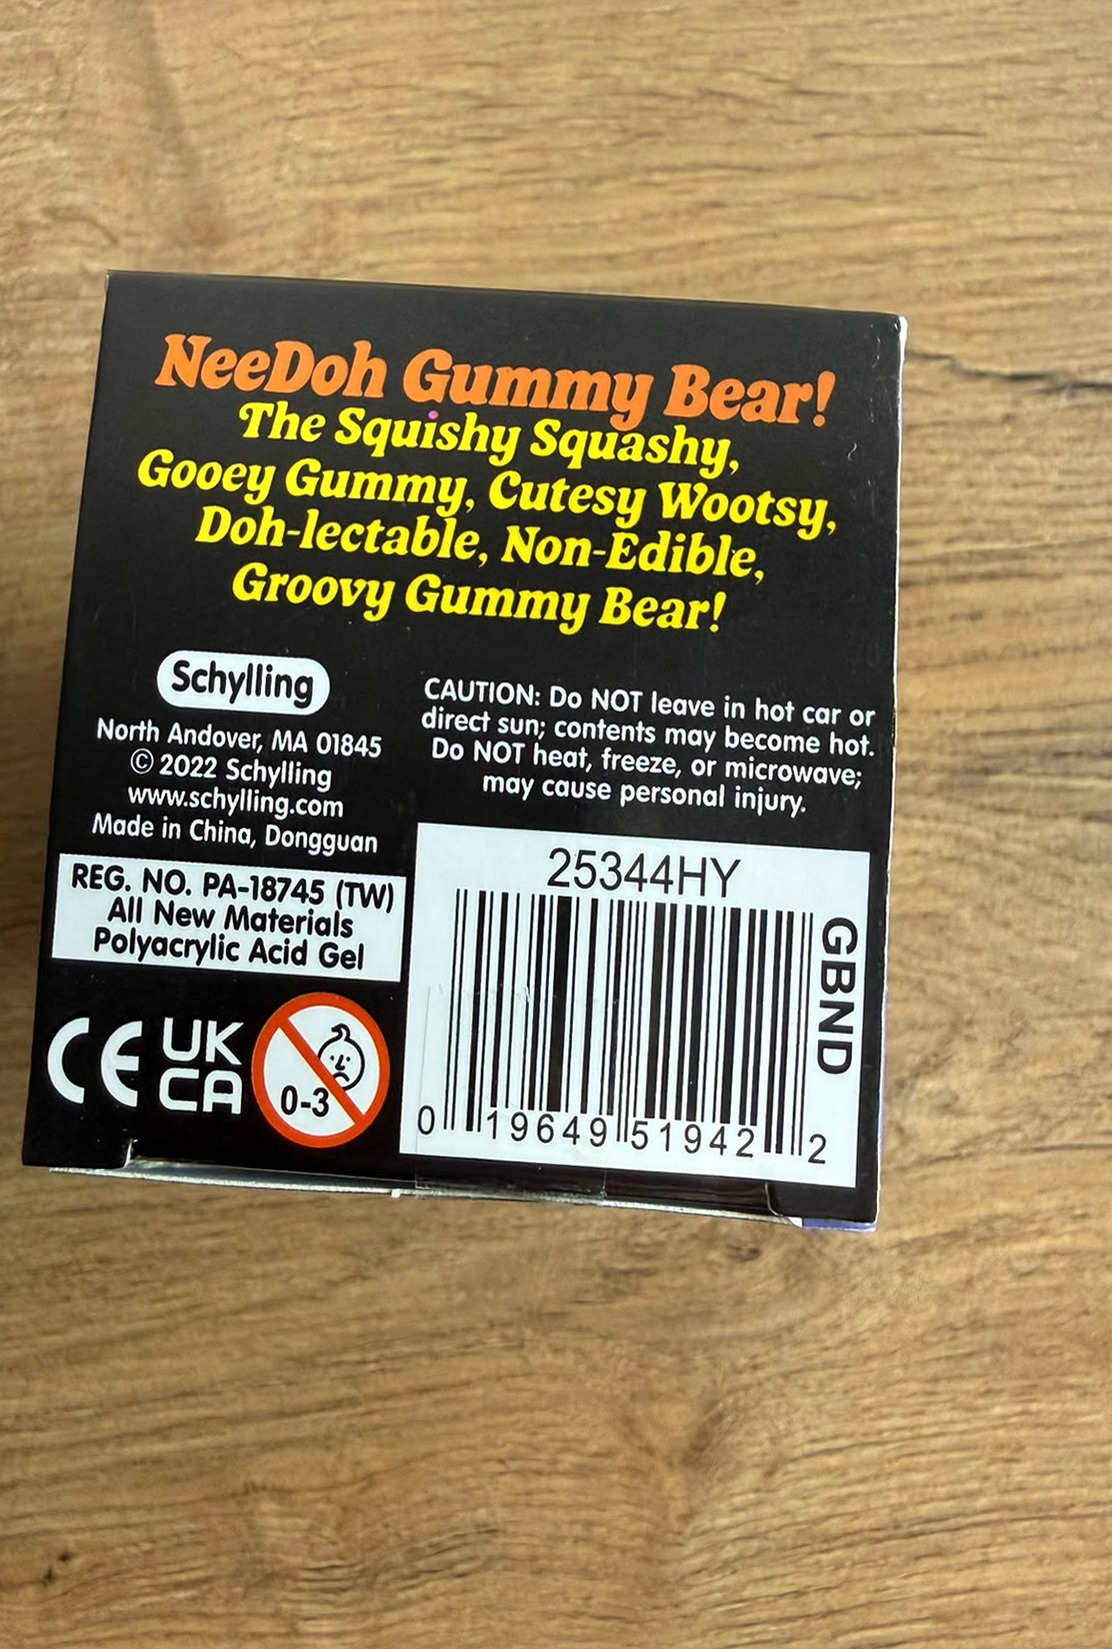 NeeDoh Gummy Bear!
The Squishy Squashy,
Gooey Gummy, Cutesy Wootsy,
Doh-lectable, Non-Edible,
Groovy Gummy Bear!
Schylling
North Andover, MA 01845
© 2022 Schylling
www.schylling.com
Made in China, Dongguan
REG. NO. PA-18745 (TW)
All New Materials
Polyacrylic Acid Gel
CE
UK
CA
0-3
CAUTION: Do NOT leave in hot car or
direct sun; contents may become hot.
Do NOT heat, freeze, or microwave;
may cause personal injury.
25344HY
GBND
0 19649 51942 2